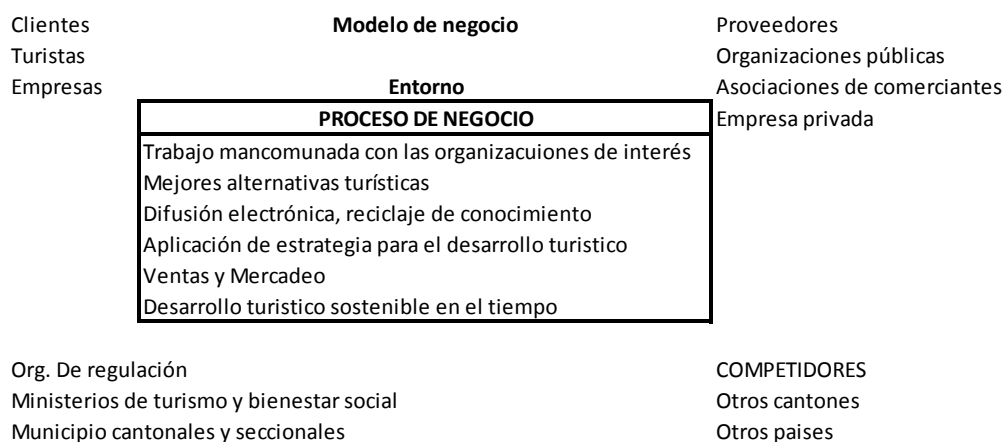 Clientes Modelo de negocio Proveedores
Turistas Organizaciones públicas
Empresas Entorno Asociaciones de comerciantes
PROCESO DE NEGOCIO Empresa privada
Trabajo mancomunada con las organizacuiones de interés
Mejores alternativas turísticas
Difusión electrónica, reciclaje de conocimiento
Aplicación de estrategia para el desarrollo turistico
Ventas y Mercadeo
Desarrollo turistico sostenible en el tiempo
Org. De regulación COMPETIDORES
Ministerios de turismo y bienestar social Otros cantones
Municipio cantonales y seccionales Otros paises